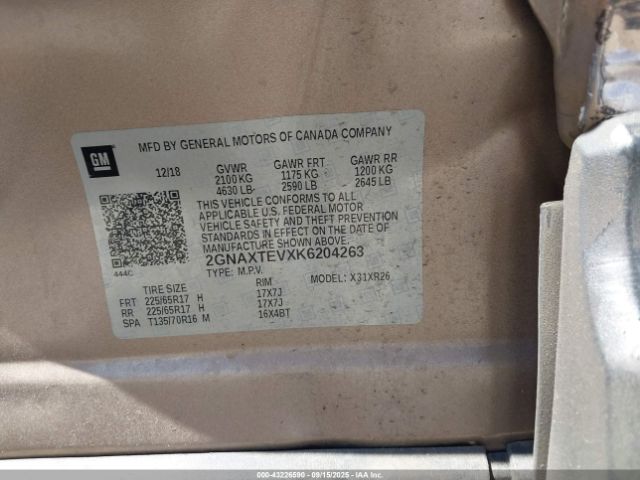 MFD BY GENERAL MOTORS OF CANADA COMPANY
GM
12/18
GVWR GAWR FRT GAWR RR
2100 KG 1175 KG 1200 KG
4630 LB 2590 LB 2645 LB
THIS VEHICLE CONFORMS TO ALL
APPLICABLE U.S. FEDERAL MOTOR
VEHICLE SAFETY AND THEFT PREVENTION
STANDARDS IN EFFECT ON THE DATE OF
MANUFACTURE SHOWN ABOVE.
2GNAXTEVXK6204263
444C TYPE: M.P.V. MODEL: X31XR26
TIRE SIZE RIM
FRT 225/65R17 H 17X7J
RR 225/65R17 H 17X7J
SPA T135/70R16 M 16X4BT
000-43226590 - 09/15/2025 - IAAI.COM